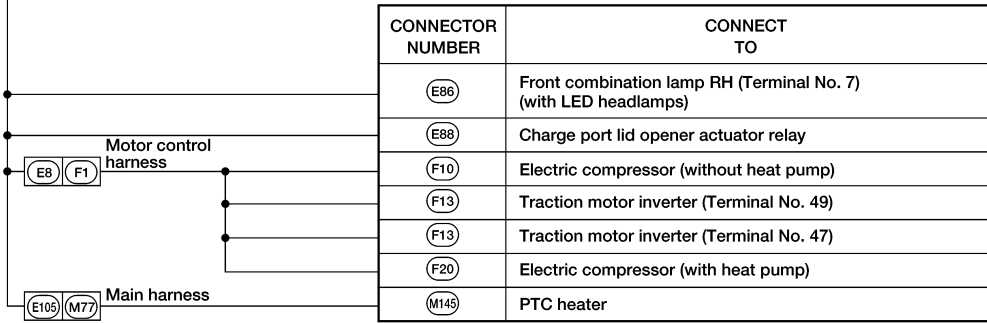 CONNECTOR
NUMBER
CONNECT
TO
E86
Front combination lamp RH (Terminal No. 7)
(with LED headlamps)
E88
Charge port lid opener actuator relay
Motor control
harness
E8
F1
F10
Electric compressor (without heat pump)
F13
Traction motor inverter (Terminal No. 49)
F13
Traction motor inverter (Terminal No. 47)
F20
Electric compressor (with heat pump)
Main harness
E105
M77
M145
PTC heater